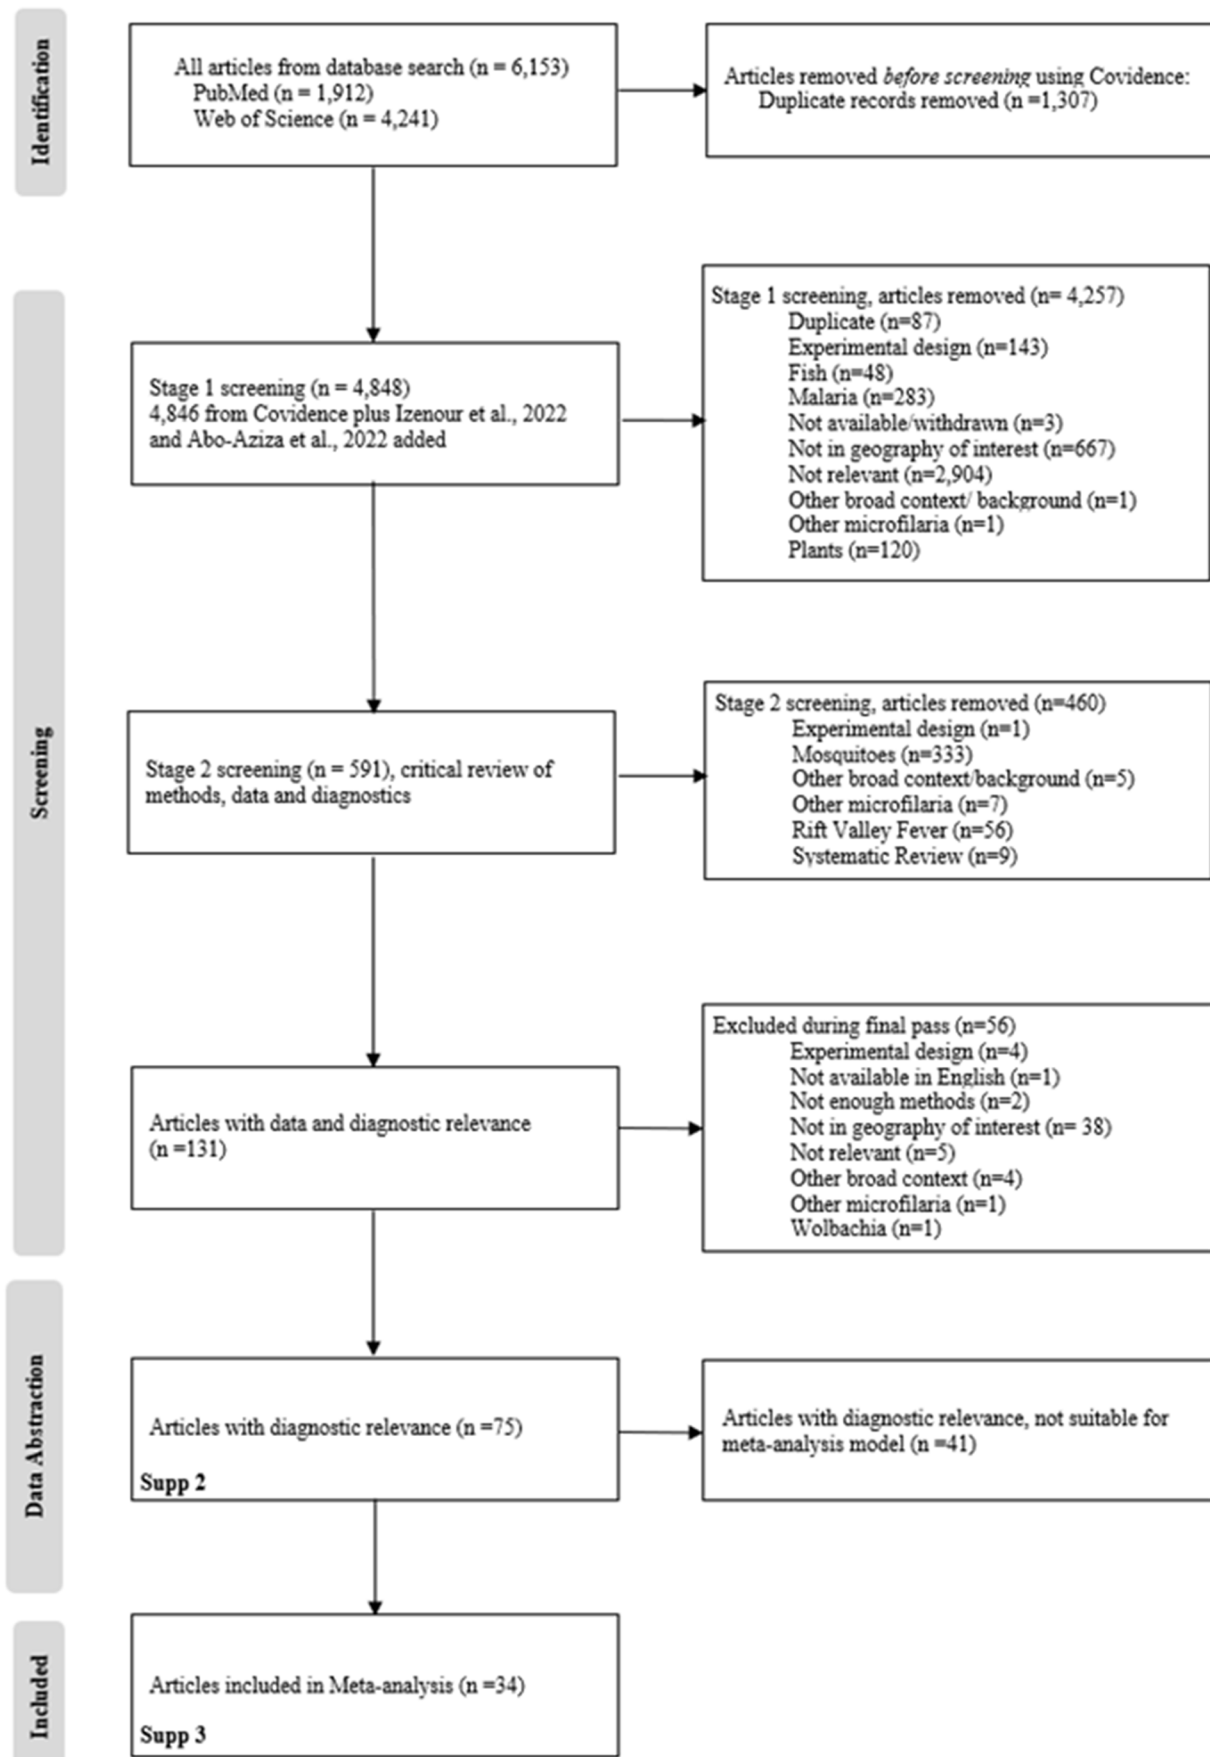 Identification
All articles from database search (n = 6,153)
PubMed (n = 1,912)
Web of Science (n = 4,241)
Articles removed before screening using Covidence:
Duplicate records removed (n =1,307)
Screening
Stage 1 screening (n = 4,848)
4,846 from Covidence plus Izenour et al., 2022
and Abo-Aziza et al., 2022 added
Stage 1 screening, articles removed (n= 4,257)
Duplicate (n=87)
Experimental design (n=143)
Fish (n=48)
Malaria (n=283)
Not available/withdrawn (n=3)
Not in geography of interest (n=667)
Not relevant (n=2,904)
Other broad context/ background (n=1)
Other microfilaria (n=1)
Plants (n=120)
Stage 2 screening (n = 591), critical review of
methods, data and diagnostics
Stage 2 screening, articles removed (n=460)
Experimental design (n=1)
Mosquitoes (n=333)
Other broad context/background (n=5)
Other microfilaria (n=7)
Rift Valley Fever (n=56)
Systematic Review (n=9)
Articles with data and diagnostic relevance
(n =131)
Excluded during final pass (n=56)
Experimental design (n=4)
Not available in English (n=1)
Not enough methods (n=2)
Not in geography of interest (n= 38)
Not relevant (n=5)
Other broad context (n=4)
Other microfilaria (n=1)
Wolbachia (n=1)
Data Abstraction
Articles with diagnostic relevance (n =75)
Supp 2
Articles with diagnostic relevance, not suitable for
meta-analysis model (n =41)
Included
Articles included in Meta-analysis (n =34)
Supp 3